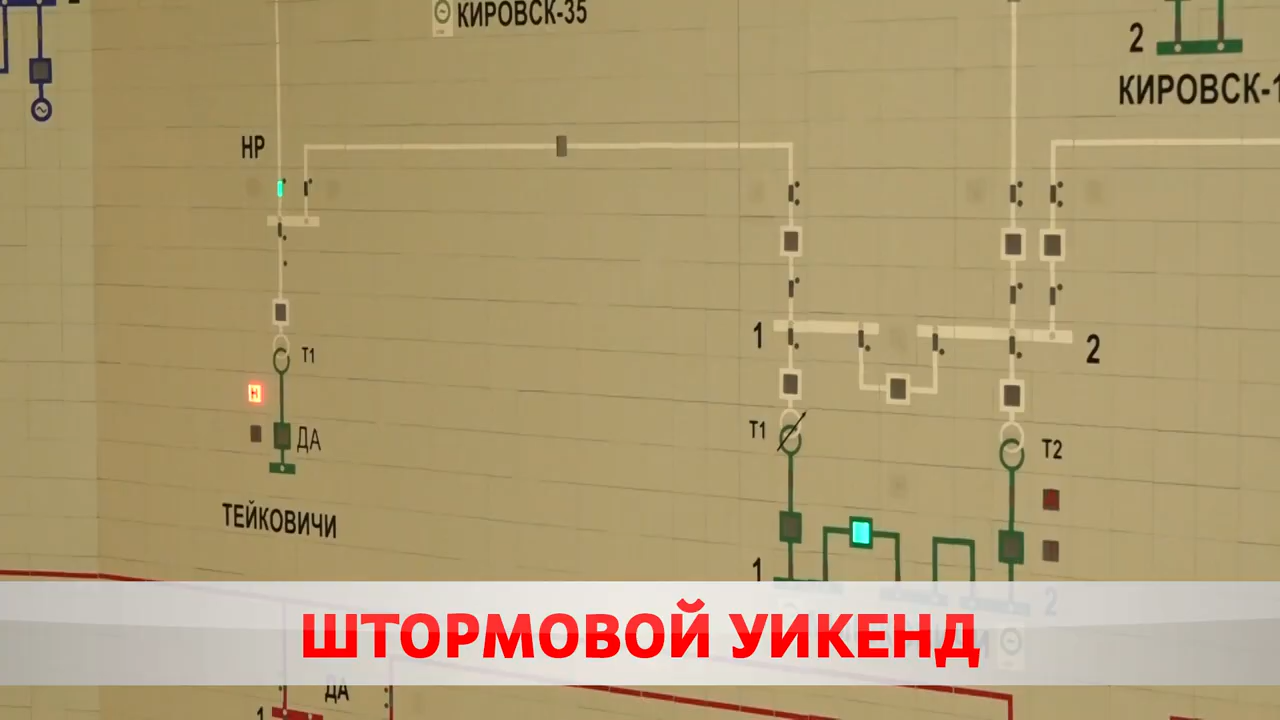 КИРОВСК-35
2
КИРОВСК-1
НР
1
2
Т1
Н
ДА
Т1
Т2
ТЕЙКОВИЧИ
1
2
ШТОРМОВОЙ УИКЕНД
ДА
1